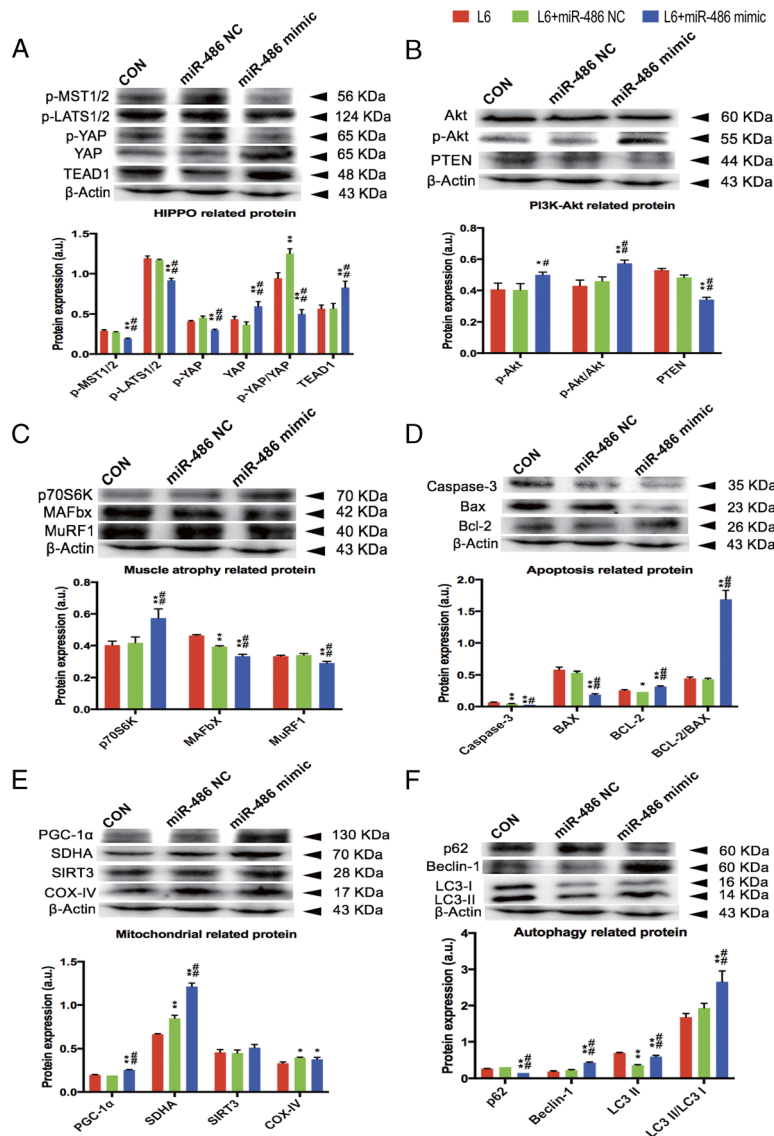 L6 L6+miR-486 NC L6+miR-486 mimic
A
CON miR-486 NC miR-486 mimic
p-MST1/2 56 KDa
p-LATS1/2 124 KDa
p-YAP 65 KDa
YAP 65 KDa
TEAD1 48 KDa
β-Actin 43 KDa
HIPPO related protein
Protein expression (a.u.)
1.5
1.0
0.5
0.0
** ## ** ## ** ## ** ## ** ** ## ** ##
p-MST1/2 p-LATS1/2 p-YAP YAP p-YAP/YAP TEAD1
B
CON miR-486 NC miR-486 mimic
Akt 60 KDa
p-Akt 55 KDa
PTEN 44 KDa
β-Actin 43 KDa
PI3K-Akt related protein
Protein expression (a.u.)
0.8
0.6
0.4
0.2
0.0
* # ** ## ** ##
p-Akt p-Akt/Akt PTEN
C
CON miR-486 NC miR-486 mimic
p70S6K 70 KDa
MAFbx 42 KDa
MuRF1 40 KDa
β-Actin 43 KDa
Muscle atrophy related protein
Protein expression (a.u.)
0.8
0.6
0.4
0.2
0.0
** ## ** ** ## ** ##
p70S6K MAFbX MuRF1
D
CON miR-486 NC miR-486 mimic
Caspase-3 35 KDa
Bax 23 KDa
Bcl-2 26 KDa
β-Actin 43 KDa
Apoptosis related protein
Protein expression (a.u.)
2.0
1.5
1.0
0.5
0.0
** ** # ** ## * ** ## ** ##
Caspase-3 BAX BCL-2 BCL-2/BAX
E
CON miR-486 NC miR-486 mimic
PGC-1α 130 KDa
SDHA 70 KDa
SIRT3 28 KDa
COX-IV 17 KDa
β-Actin 43 KDa
Mitochondrial related protein
Protein expression (a.u.)
1.5
1.0
0.5
0.0
** ## ** ** ## * *
PGC-1α SDHA SIRT3 COX-IV
F
CON miR-486 NC miR-486 mimic
p62 60 KDa
Beclin-1 60 KDa
LC3-I 16 KDa
LC3-II 14 KDa
β-Actin 43 KDa
Autophagy related protein
Protein expression (a.u.)
3
2
1
0
** ## ** ## ** ** ## ** ##
p62 Beclin-1 LC3 II LC3 II/LC3 I